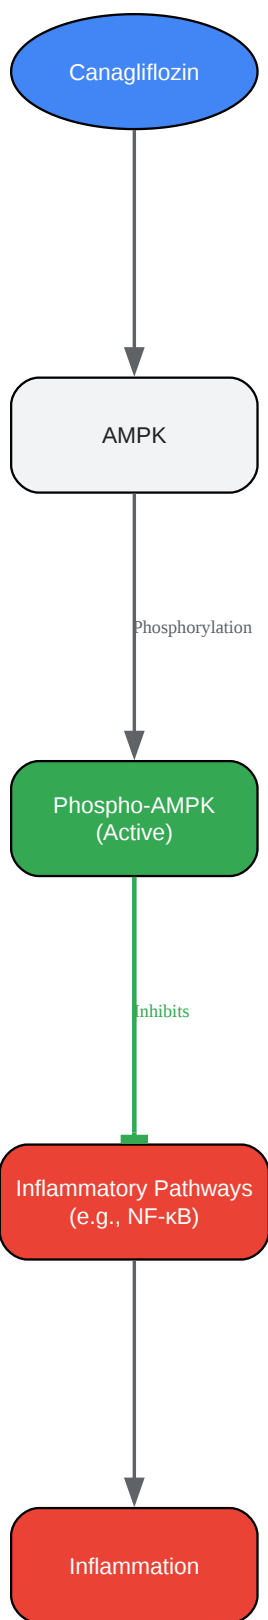 Canagliflozin
AMPK
Phosphorylation
Phospho-AMPK
(Active)
Inhibits
Inflammatory Pathways
(e.g., NF-κB)
Inflammation